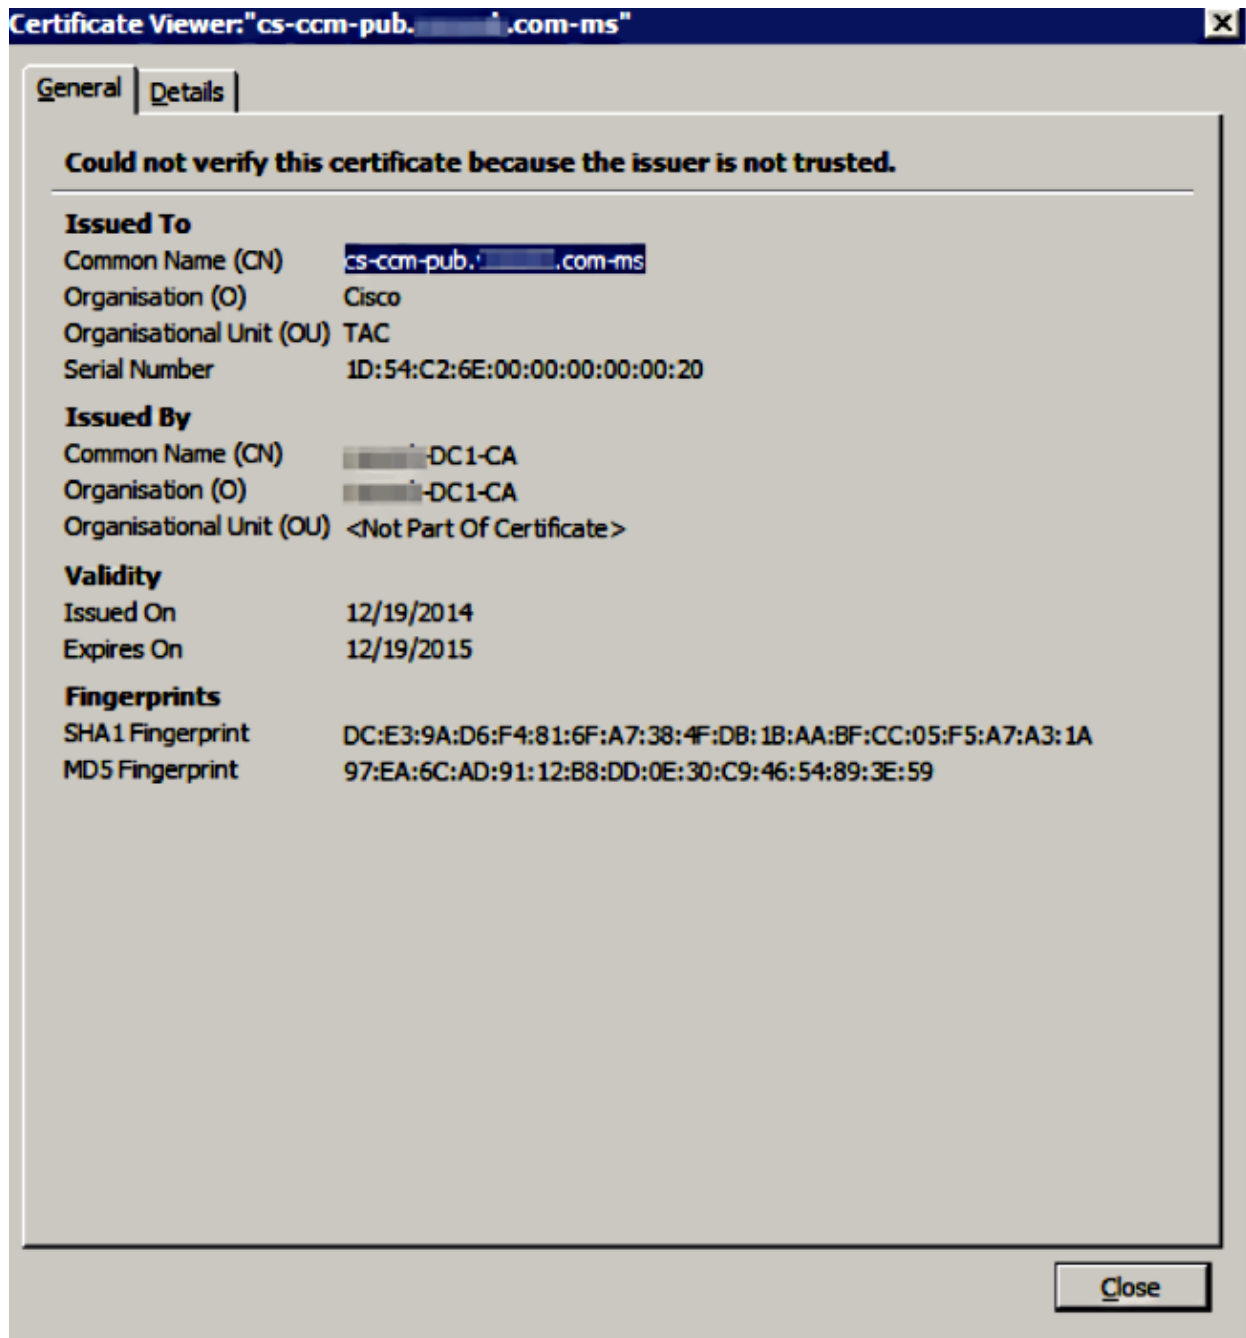 Certificate Viewer:"cs-ccm-pub. .com-ms"
General Details
Could not verify this certificate because the issuer is not trusted.
Issued To
Common Name (CN) cs-ccm-pub. .com-ms
Organisation (O) Cisco
Organisational Unit (OU) TAC
Serial Number 1D:54:C2:6E:00:00:00:00:00:20
Issued By
Common Name (CN) -DC1-CA
Organisation (O) -DC1-CA
Organisational Unit (OU) <Not Part Of Certificate>
Validity
Issued On 12/19/2014
Expires On 12/19/2015
Fingerprints
SHA1 Fingerprint DC:E3:9A:D6:F4:81:6F:A7:38:4F:DB:1B:AA:BF:CC:05:F5:A7:A3:1A
MD5 Fingerprint 97:EA:6C:AD:91:12:B8:DD:0E:30:C9:46:54:89:3E:59
Close